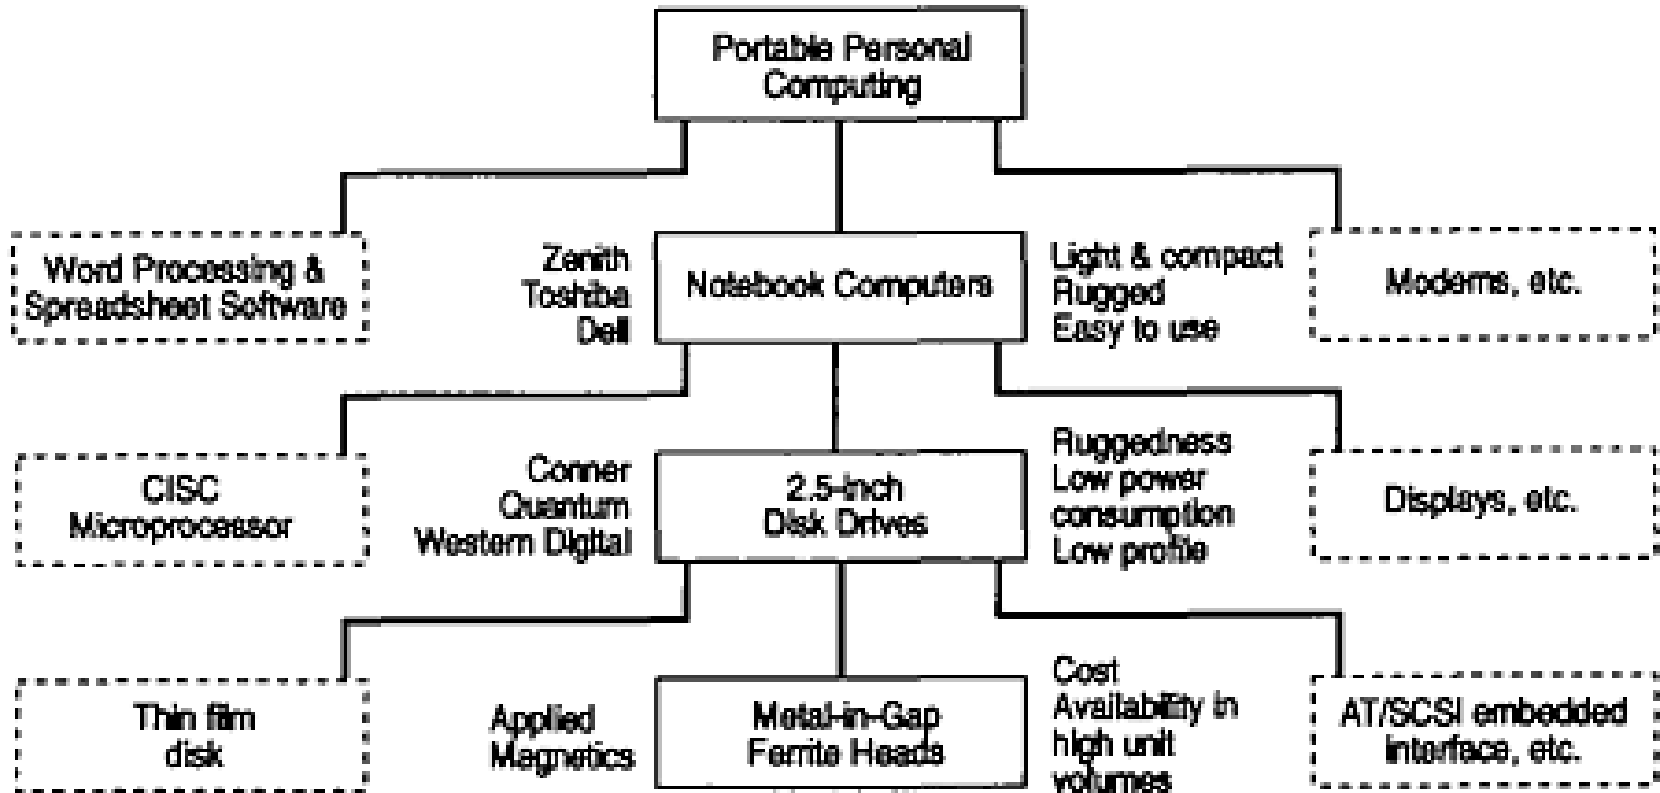 Portable Personal
Computing
Word Processing &
Spreadsheet Software
Zenith
Toshiba
Dell
Notebook Computers
Light & compact
Rugged
Easy to use
Modems, etc.
CISC
Microprocessor
Conner
Quantum
Western Digital
2.5-inch
Disk Drives
Ruggedness
Low power
consumption
Low profile
Displays, etc.
Thin film
disk
Applied
Magnetics
Metal-in-Gap
Ferrite Heads
Cost
Availability in
high unit
volumes
AT/SCSI embedded
interface, etc.